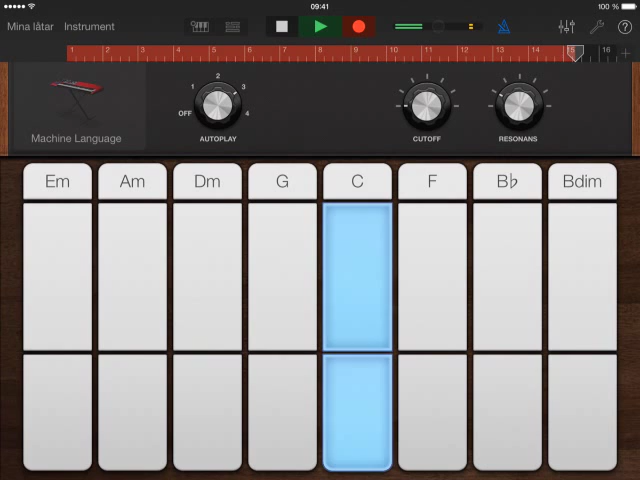 09:41
100 %
Mina låtar Instrument
?
1 2 3 4 5 6 7 8 9 10 11 12 13 14 15 16 +
Machine Language
OFF 1 2 3 4
AUTOPLAY
CUTOFF
RESONANS
Em Am Dm G C F B♭ Bdim